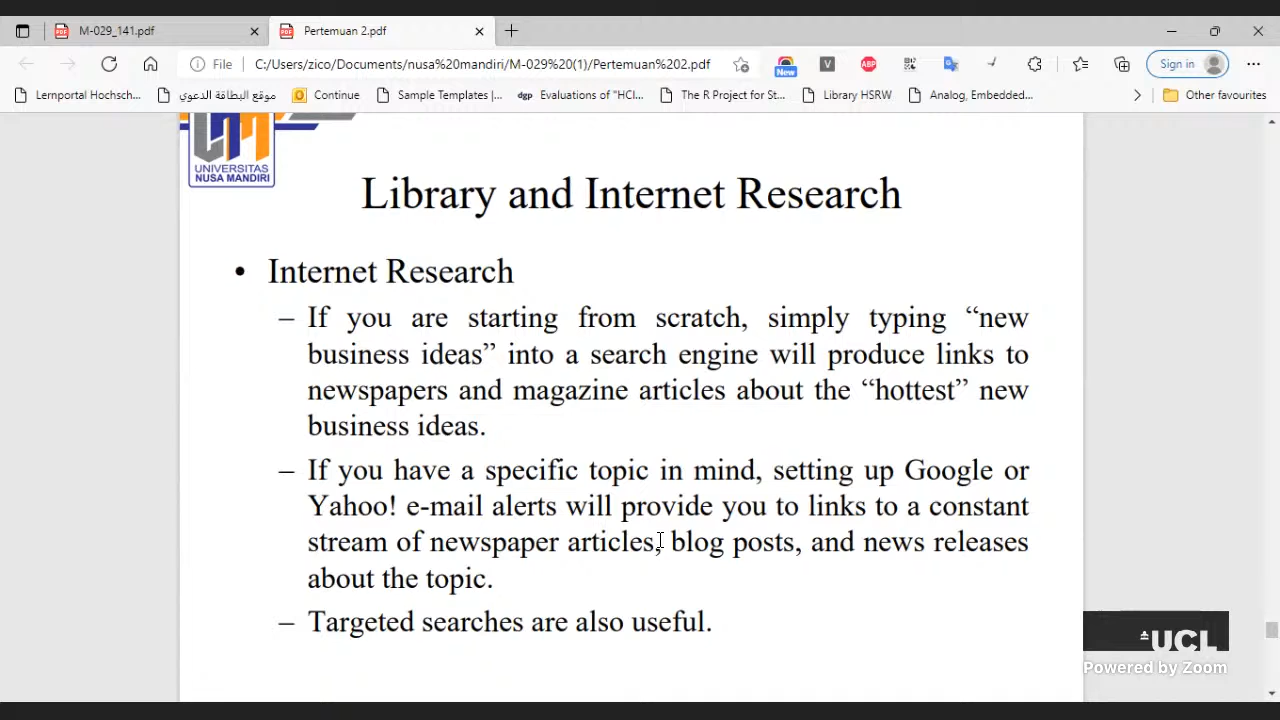 M-029_141.pdf
Pertemuan 2.pdf
File
C:/Users/zico/Documents/nusa%20mandiri/M-029%20(1)/Pertemuan%202.pdf
New
V
ABP
Sign in
Lernportal Hochsch...
موقع البطاقة الدعوي
Continue
Sample Templates |...
dgp Evaluations of "HCI...
The R Project for St...
Library HSRW
Analog, Embedded...
Other favourites
UNIVERSITAS
NUSA MANDIRI
Library and Internet Research
• Internet Research
– If you are starting from scratch, simply typing “new
business ideas” into a search engine will produce links to
newspapers and magazine articles about the “hottest” new
business ideas.
– If you have a specific topic in mind, setting up Google or
Yahoo! e-mail alerts will provide you to links to a constant
stream of newspaper articles, blog posts, and news releases
about the topic.
– Targeted searches are also useful.
UCL
Powered by Zoom